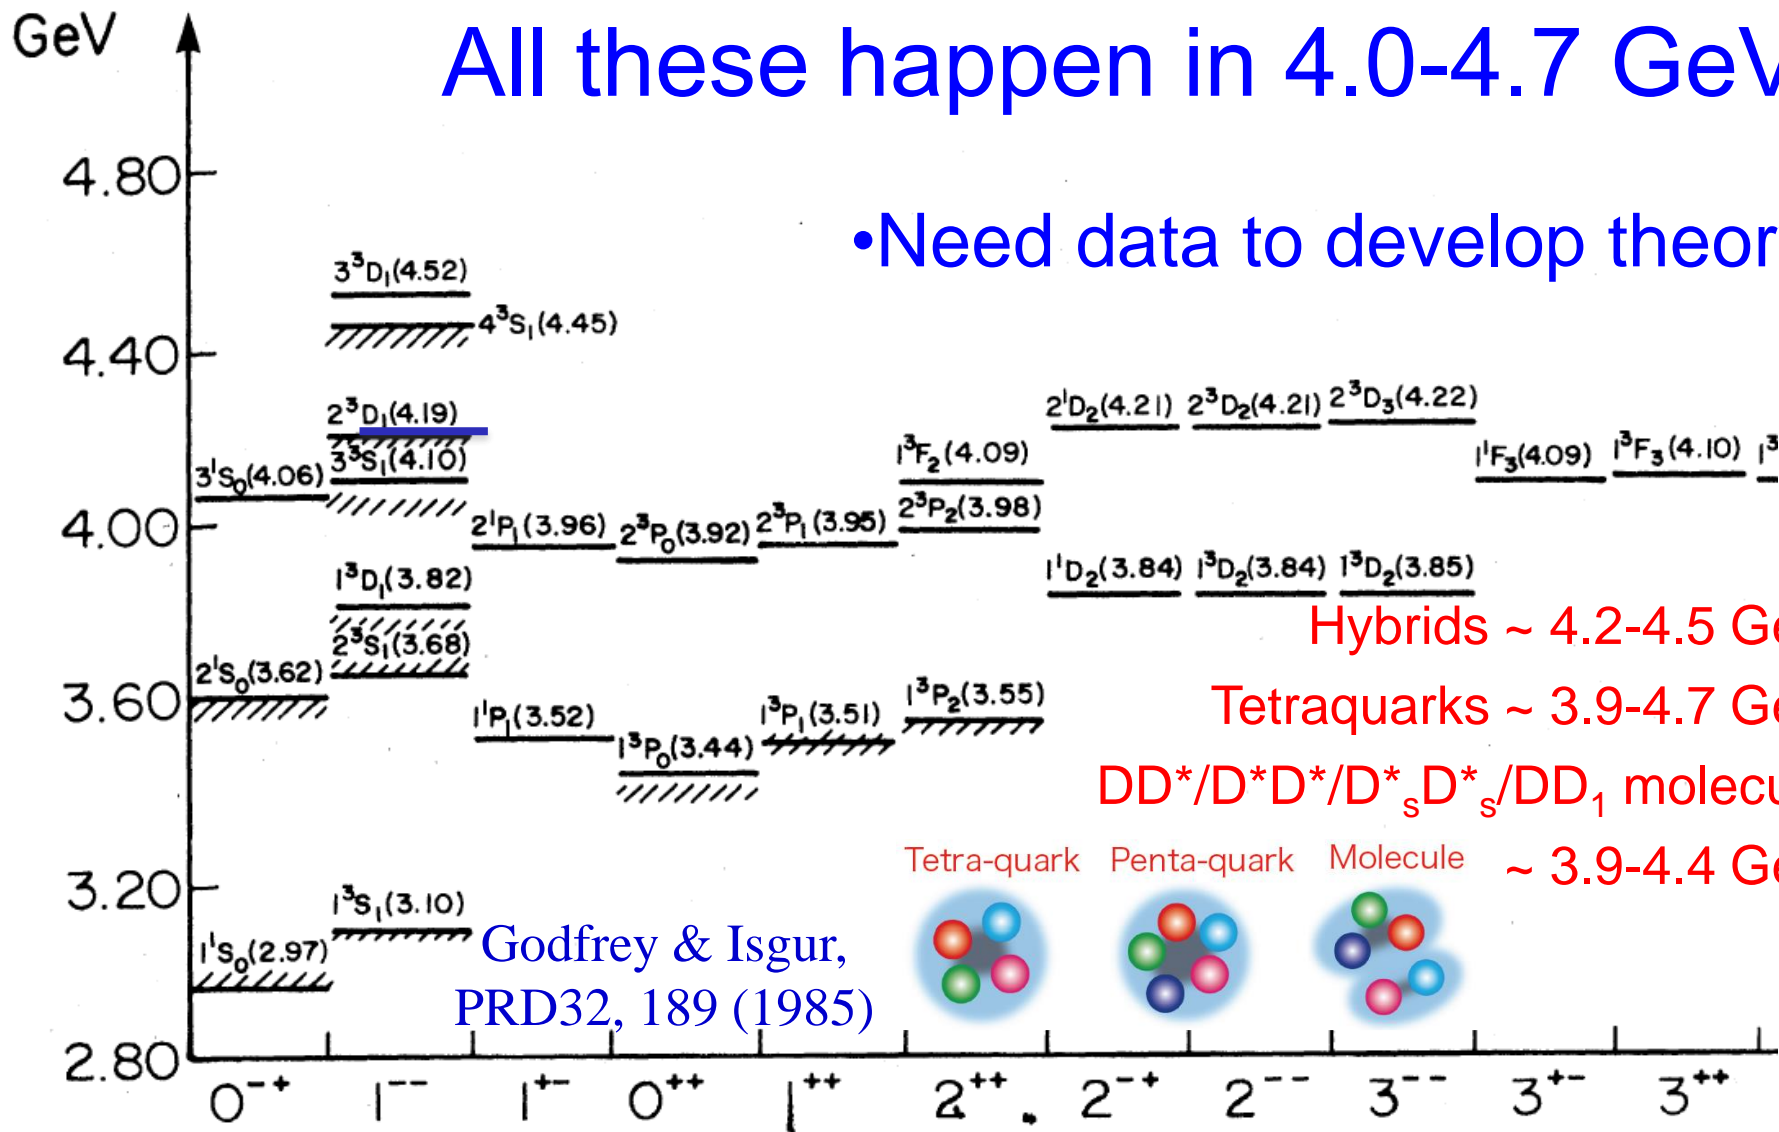 GeV
All these happen in 4.0-4.7 GeV
•Need data to develop theor
4.80
4.40
4.00
3.60
3.20
2.80
3³D₁(4.52)
4³S₁(4.45)
2³D₁(4.19)
3³S₁(4.10)
3¹S₀(4.06)
1³D₁(3.82)
2³S₁(3.68)
2¹S₀(3.62)
1³S₁(3.10)
1¹S₀(2.97)
2¹P₁(3.96)
2³P₀(3.92)
2³P₁(3.95)
1³F₂(4.09)
2³P₂(3.98)
2¹D₂(4.21)
2³D₂(4.21)
2³D₃(4.22)
1¹F₃(4.09)
1³F₃(4.10)
1³
1¹D₂(3.84)
1³D₂(3.84)
1³D₂(3.85)
1¹P₁(3.52)
1³P₀(3.44)
1³P₁(3.51)
1³P₂(3.55)
Hybrids ~ 4.2-4.5 Ge
Tetraquarks ~ 3.9-4.7 Ge
DD*/D*D*/D*ₛD*ₛ/DD₁ molecu
~ 3.9-4.4 Ge
Tetra-quark Penta-quark Molecule
Godfrey & Isgur,
PRD32, 189 (1985)
0⁻⁺ 1⁻⁻ 1⁺⁻ 0⁺⁺ 1⁺⁺ 2⁺⁺ 2⁻⁺ 2⁻⁻ 3⁻⁻ 3⁺⁻ 3⁺⁺